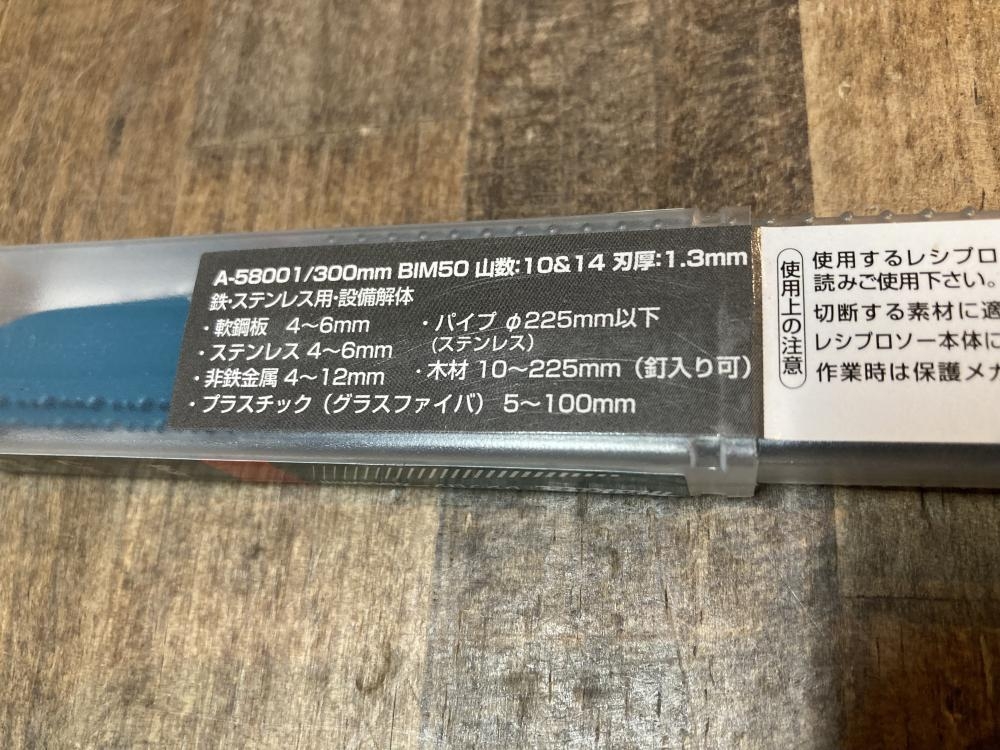 A-58001/300mm BIM50 山数:10&14 刃厚:1.3mm
鉄・ステンレス用・設備解体
・軟鋼板 4〜6mm
・パイプ φ225mm以下
(ステンレス)
・ステンレス 4〜6mm
・非鉄金属 4〜12mm
・木材 10〜225mm（釘入り可）
・プラスチック（グラスファイバ） 5〜100mm
使用上の注意
使用するレシプロ
読みご使用下さい。
切断する素材に適
レシプロソー本体に
作業時は保護メガ